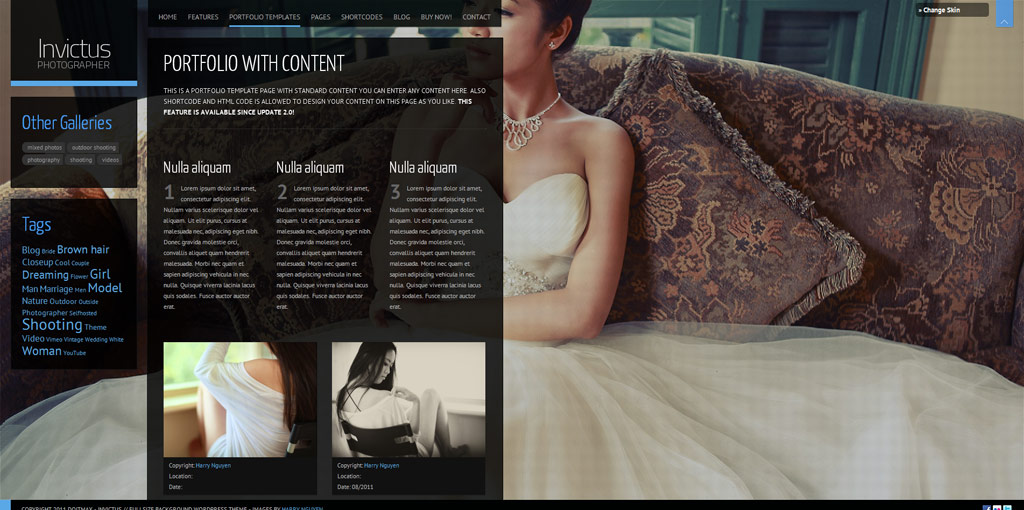 HOME FEATURES PORTFOLIO TEMPLATES PAGES SHORTCODES BLOG BUY NOW! CONTACT
» Change Skin
Invictus
PHOTOGRAPHER
Other Galleries
mixed photos outdoor shooting
photography shooting videos
Tags
Blog Bride Brown hair
Closeup Cool Couple
Dreaming Flower Girl
Man Marriage Men Model
Nature Outdoor Outside
Photographer Selfhosted
Shooting Theme
Video Vimeo Vintage Wedding White
Woman YouTube
PORTFOLIO WITH CONTENT
THIS IS A PORTFOLIO TEMPLATE PAGE WITH STANDARD CONTENT YOU CAN ENTER ANY CONTENT HERE. ALSO
SHORTCODE AND HTML CODE IS ALLOWED TO DESIGN YOUR CONTENT ON THIS PAGE AS YOU LIKE. THIS
FEATURE IS AVAILABLE SINCE UPDATE 2.0!
Nulla aliquam
1 Lorem ipsum dolor sit amet,
consectetur adipiscing elit.
Nullam varius scelerisque dolor vel
aliquam. Ut elit purus, cursus at
malesuada nec, adipiscing eget nibh.
Donec gravida molestie orci,
convallis aliquet quam hendrerit
malesuada. Morbi nec quam et
sapien adipiscing vehicula in nec
nulla. Quisque viverra lacinia lacus
quis sodales. Fusce auctor auctor
erat.
Nulla aliquam
2 Lorem ipsum dolor sit amet,
consectetur adipiscing elit.
Nullam varius scelerisque dolor vel
aliquam. Ut elit purus, cursus at
malesuada nec, adipiscing eget nibh.
Donec gravida molestie orci,
convallis aliquet quam hendrerit
malesuada. Morbi nec quam et
sapien adipiscing vehicula in nec
nulla. Quisque viverra lacinia lacus
quis sodales. Fusce auctor auctor
erat.
Nulla aliquam
3 Lorem ipsum dolor sit amet,
consectetur adipiscing elit.
Nullam varius scelerisque dolor vel
aliquam. Ut elit purus, cursus at
malesuada nec, adipiscing eget nibh.
Donec gravida molestie orci,
convallis aliquet quam hendrerit
malesuada. Morbi nec quam et
sapien adipiscing vehicula in nec
nulla. Quisque viverra lacinia lacus
quis sodales. Fusce auctor auctor
erat.
Copyright: Harry Nguyen
Location:
Date:
Copyright: Harry Nguyen
Location:
Date: 08/2011
COPYRIGHT 2011 DOITMAX - INVICTUS // FULLSIZE BACKGROUND WORDPRESS THEME - IMAGES BY HARRY NGUYEN